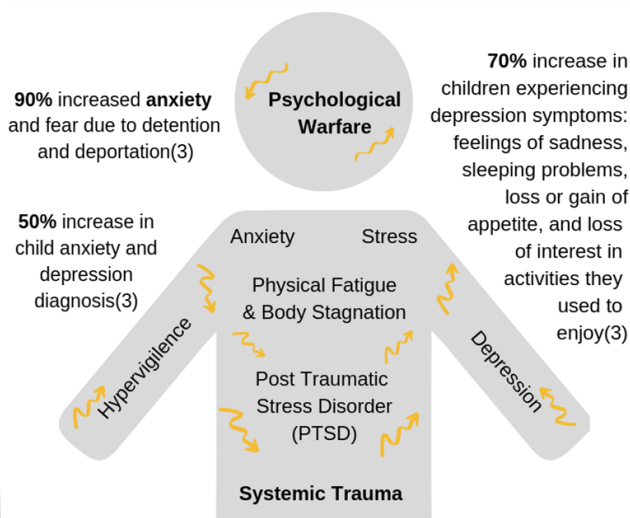 90% increased anxiety
and fear due to detention
and deportation(3)
50% increase in
child anxiety and
depression
diagnosis(3)
Psychological
Warfare
70% increase in
children experiencing
depression symptoms:
feelings of sadness,
sleeping problems,
loss or gain of
appetite, and loss
of interest in
activities they
used to
enjoy(3)
Anxiety
Stress
Physical Fatigue
& Body Stagnation
Hypervigilence
Depression
Post Traumatic
Stress Disorder
(PTSD)
Systemic Trauma